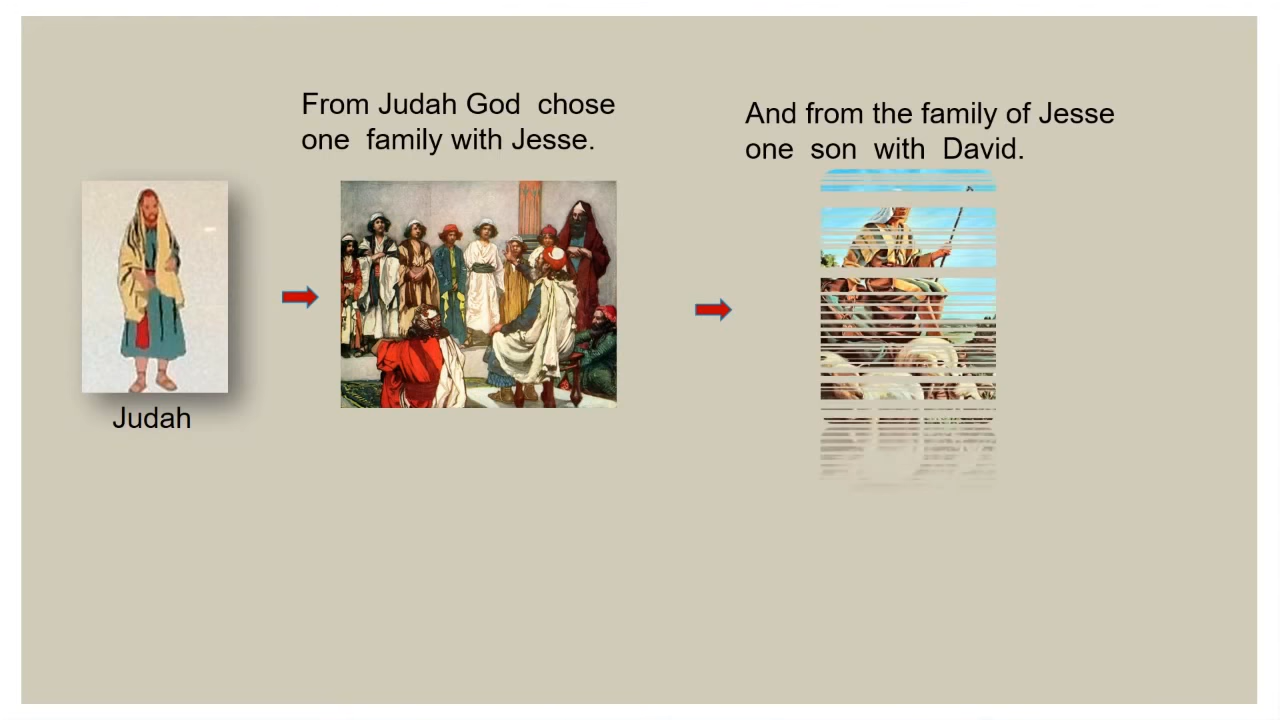 From Judah God  chose
one  family with Jesse.
And from the family of Jesse
one  son  with  David.
Judah